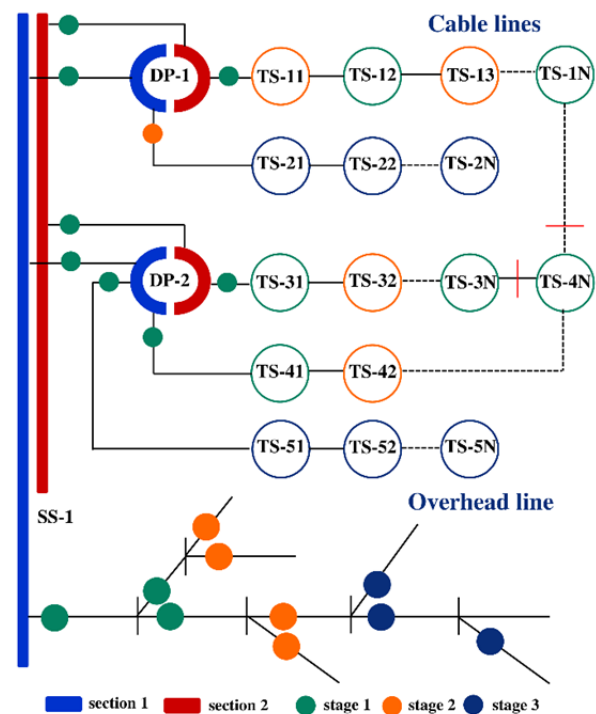 Cable lines
DP-1
TS-11
TS-12
TS-13
TS-1N
TS-21
TS-22
TS-2N
DP-2
TS-31
TS-32
TS-3N
TS-4N
TS-41
TS-42
TS-51
TS-52
TS-5N
SS-1
Overhead line
section 1
section 2
stage 1
stage 2
stage 3